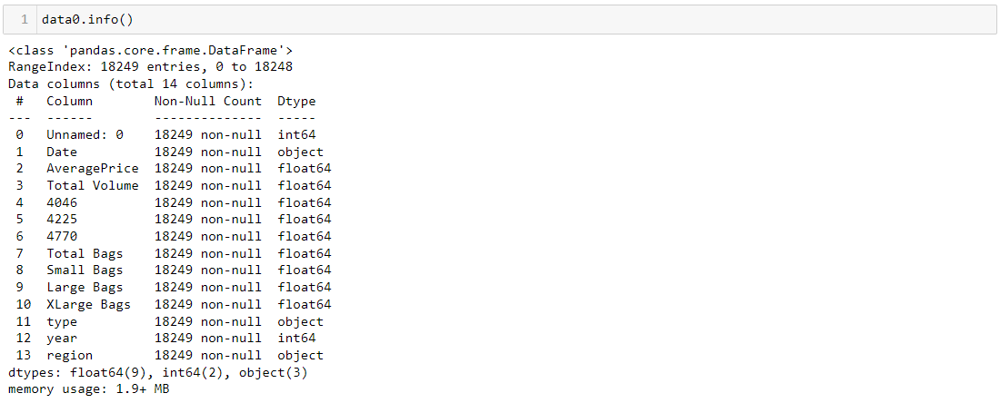 1 data0.info()
<class 'pandas.core.frame.DataFrame'>
RangeIndex: 18249 entries, 0 to 18248
Data columns (total 14 columns):
 #   Column        Non-Null Count  Dtype
---  ------        --------------  -----
 0   Unnamed: 0    18249 non-null  int64
 1   Date          18249 non-null  object
 2   AveragePrice  18249 non-null  float64
 3   Total Volume  18249 non-null  float64
 4   4046          18249 non-null  float64
 5   4225          18249 non-null  float64
 6   4770          18249 non-null  float64
 7   Total Bags    18249 non-null  float64
 8   Small Bags    18249 non-null  float64
 9   Large Bags    18249 non-null  float64
 10  XLarge Bags   18249 non-null  float64
 11  type          18249 non-null  object
 12  year          18249 non-null  int64
 13  region        18249 non-null  object
dtypes: float64(9), int64(2), object(3)
memory usage: 1.9+ MB